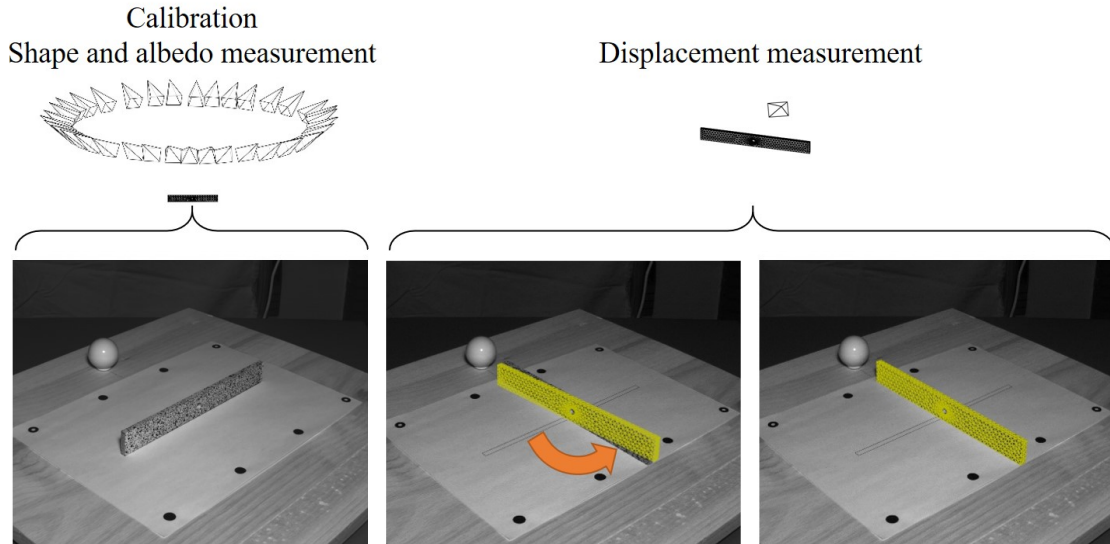 Calibration
Shape and albedo measurement
Displacement measurement